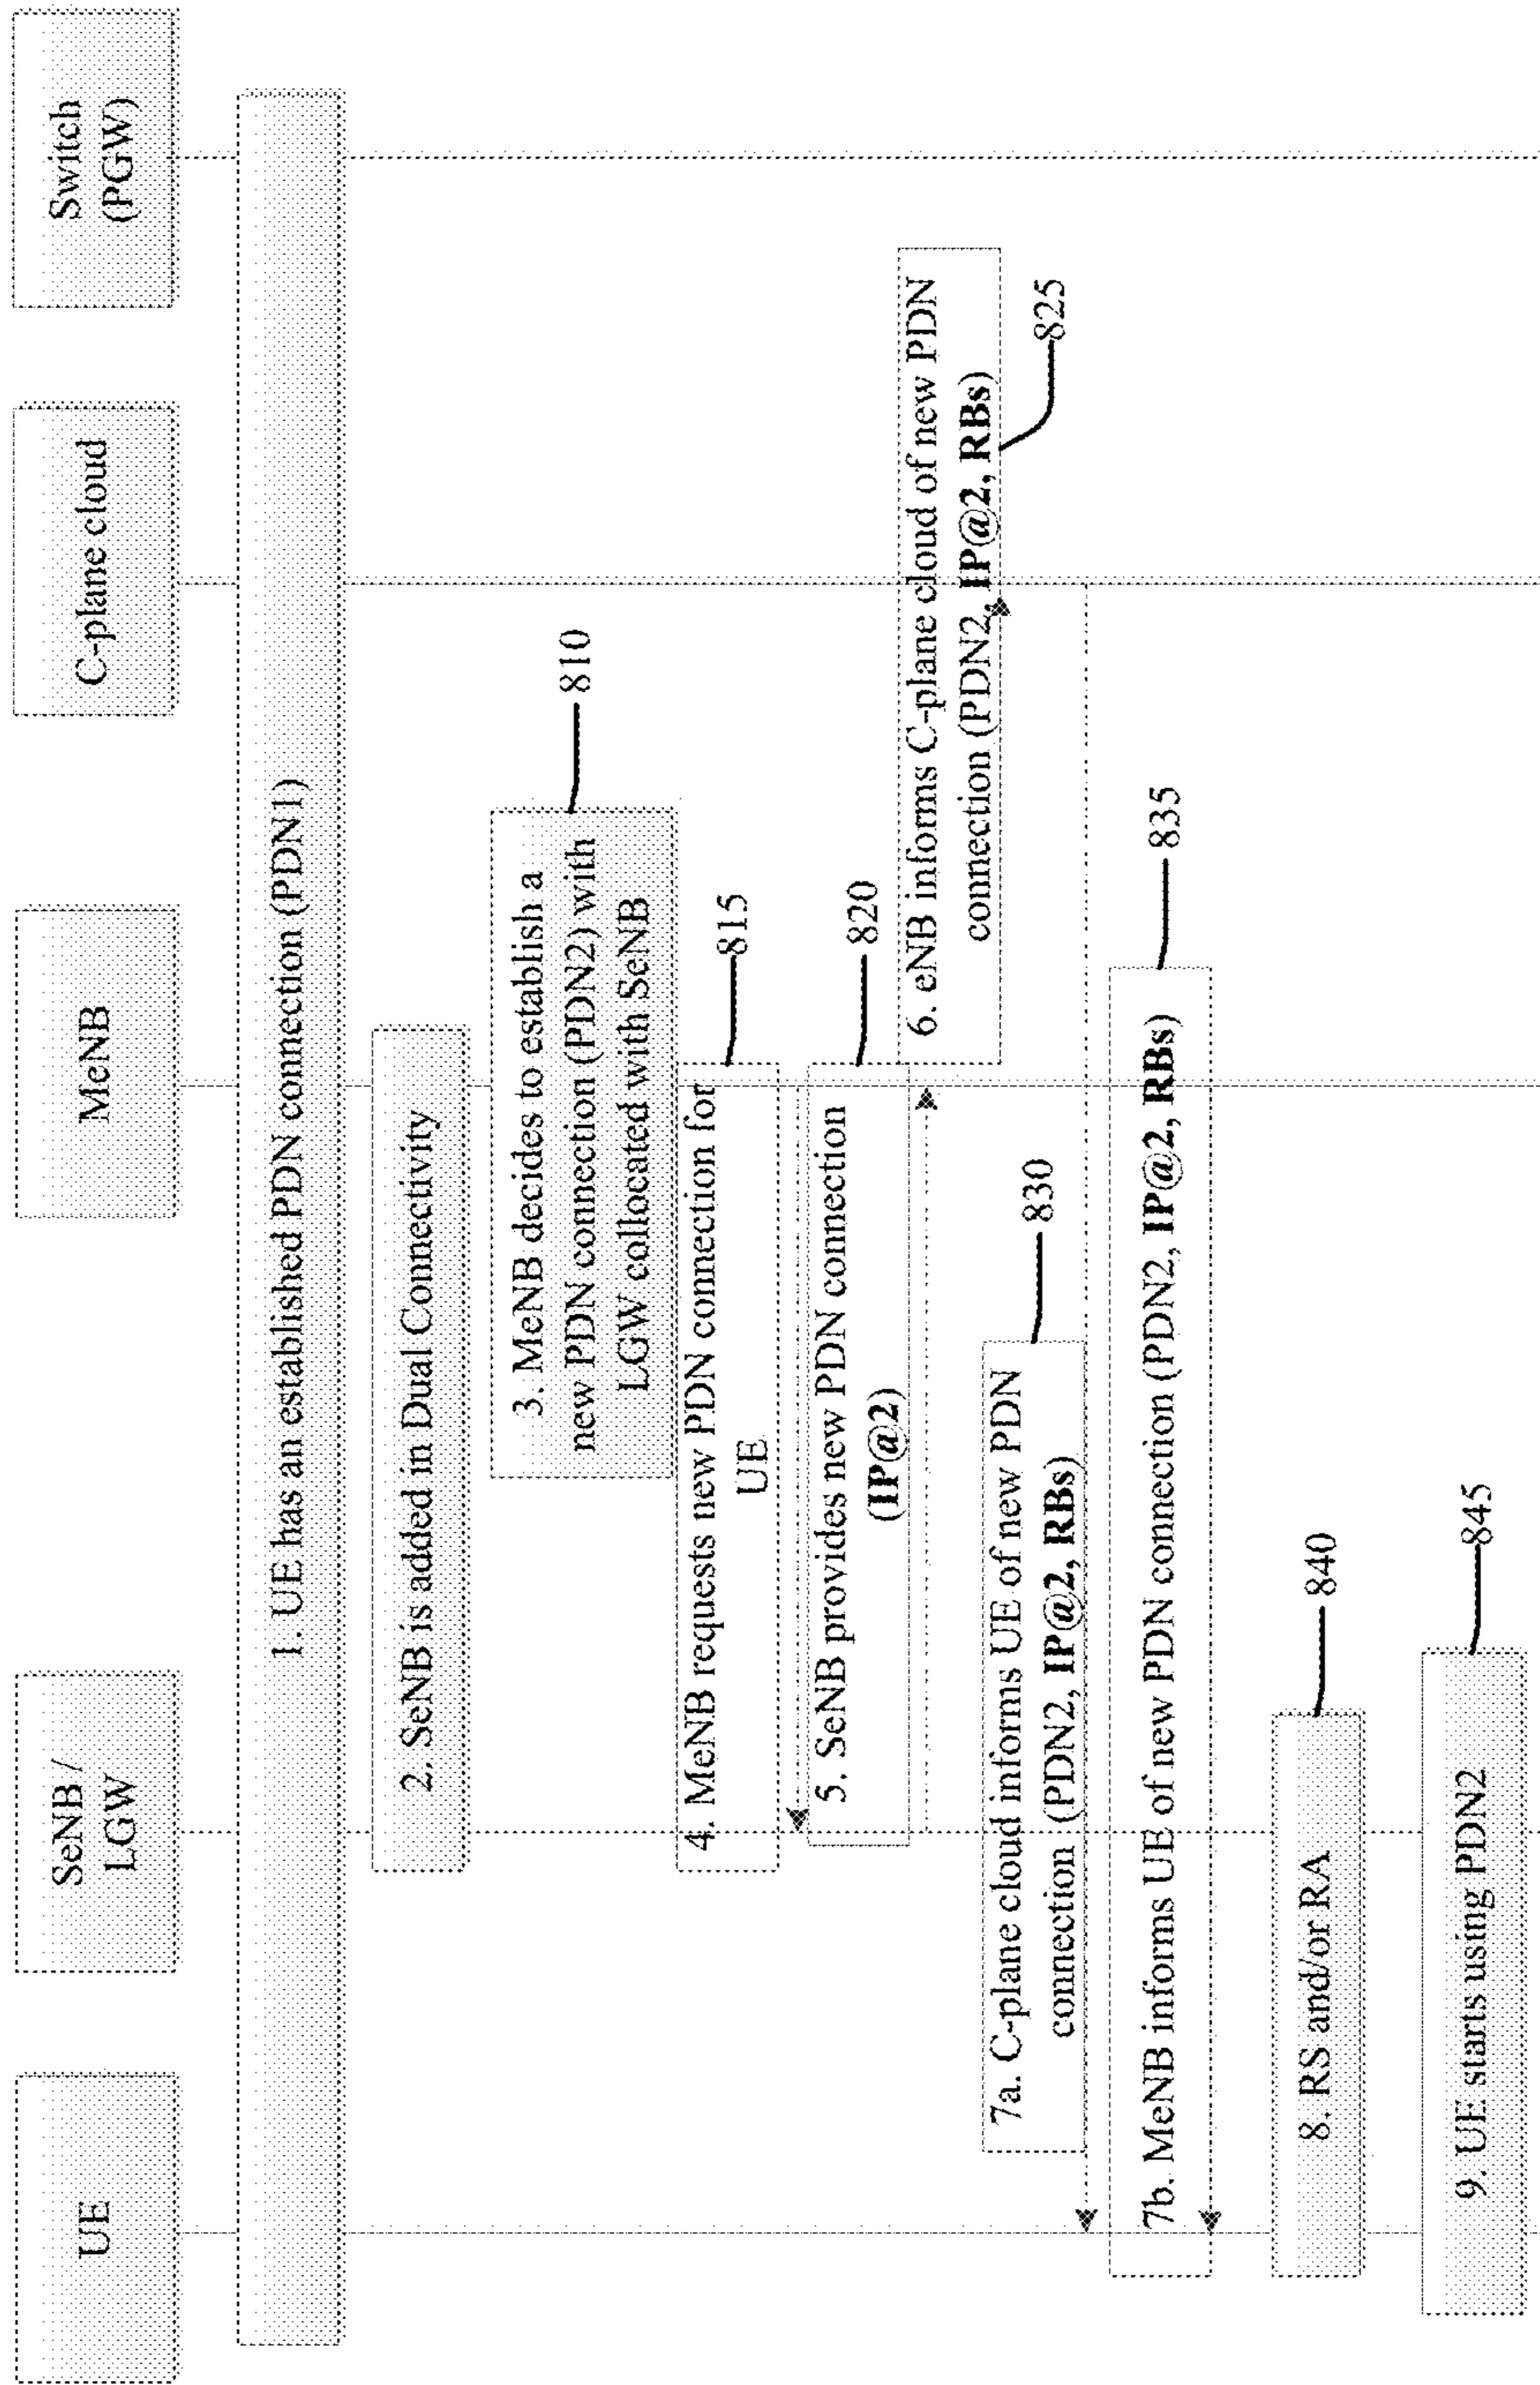 UE
SeNB /
LGW
MeNB
C-plane cloud
Switch
(PGW)
1. UE has an established PDN connection (PDN1)
2. SeNB is added in Dual Connectivity
3. MeNB decides to establish a
new PDN connection (PDN2) with
LGW collocated with SeNB
810
4. MeNB requests new PDN connection for
UE
815
5. SeNB provides new PDN connection
(IP@2)
820
6. eNB informs C-plane cloud of new PDN
connection (PDN2, IP@2, RBs)
825
7a. C-plane cloud informs UE of new PDN
connection (PDN2, IP@2, RBs)
830
7b. MeNB informs UE of new PDN connection (PDN2, IP@2, RBs)
835
8. RS and/or RA
840
9. UE starts using PDN2
845